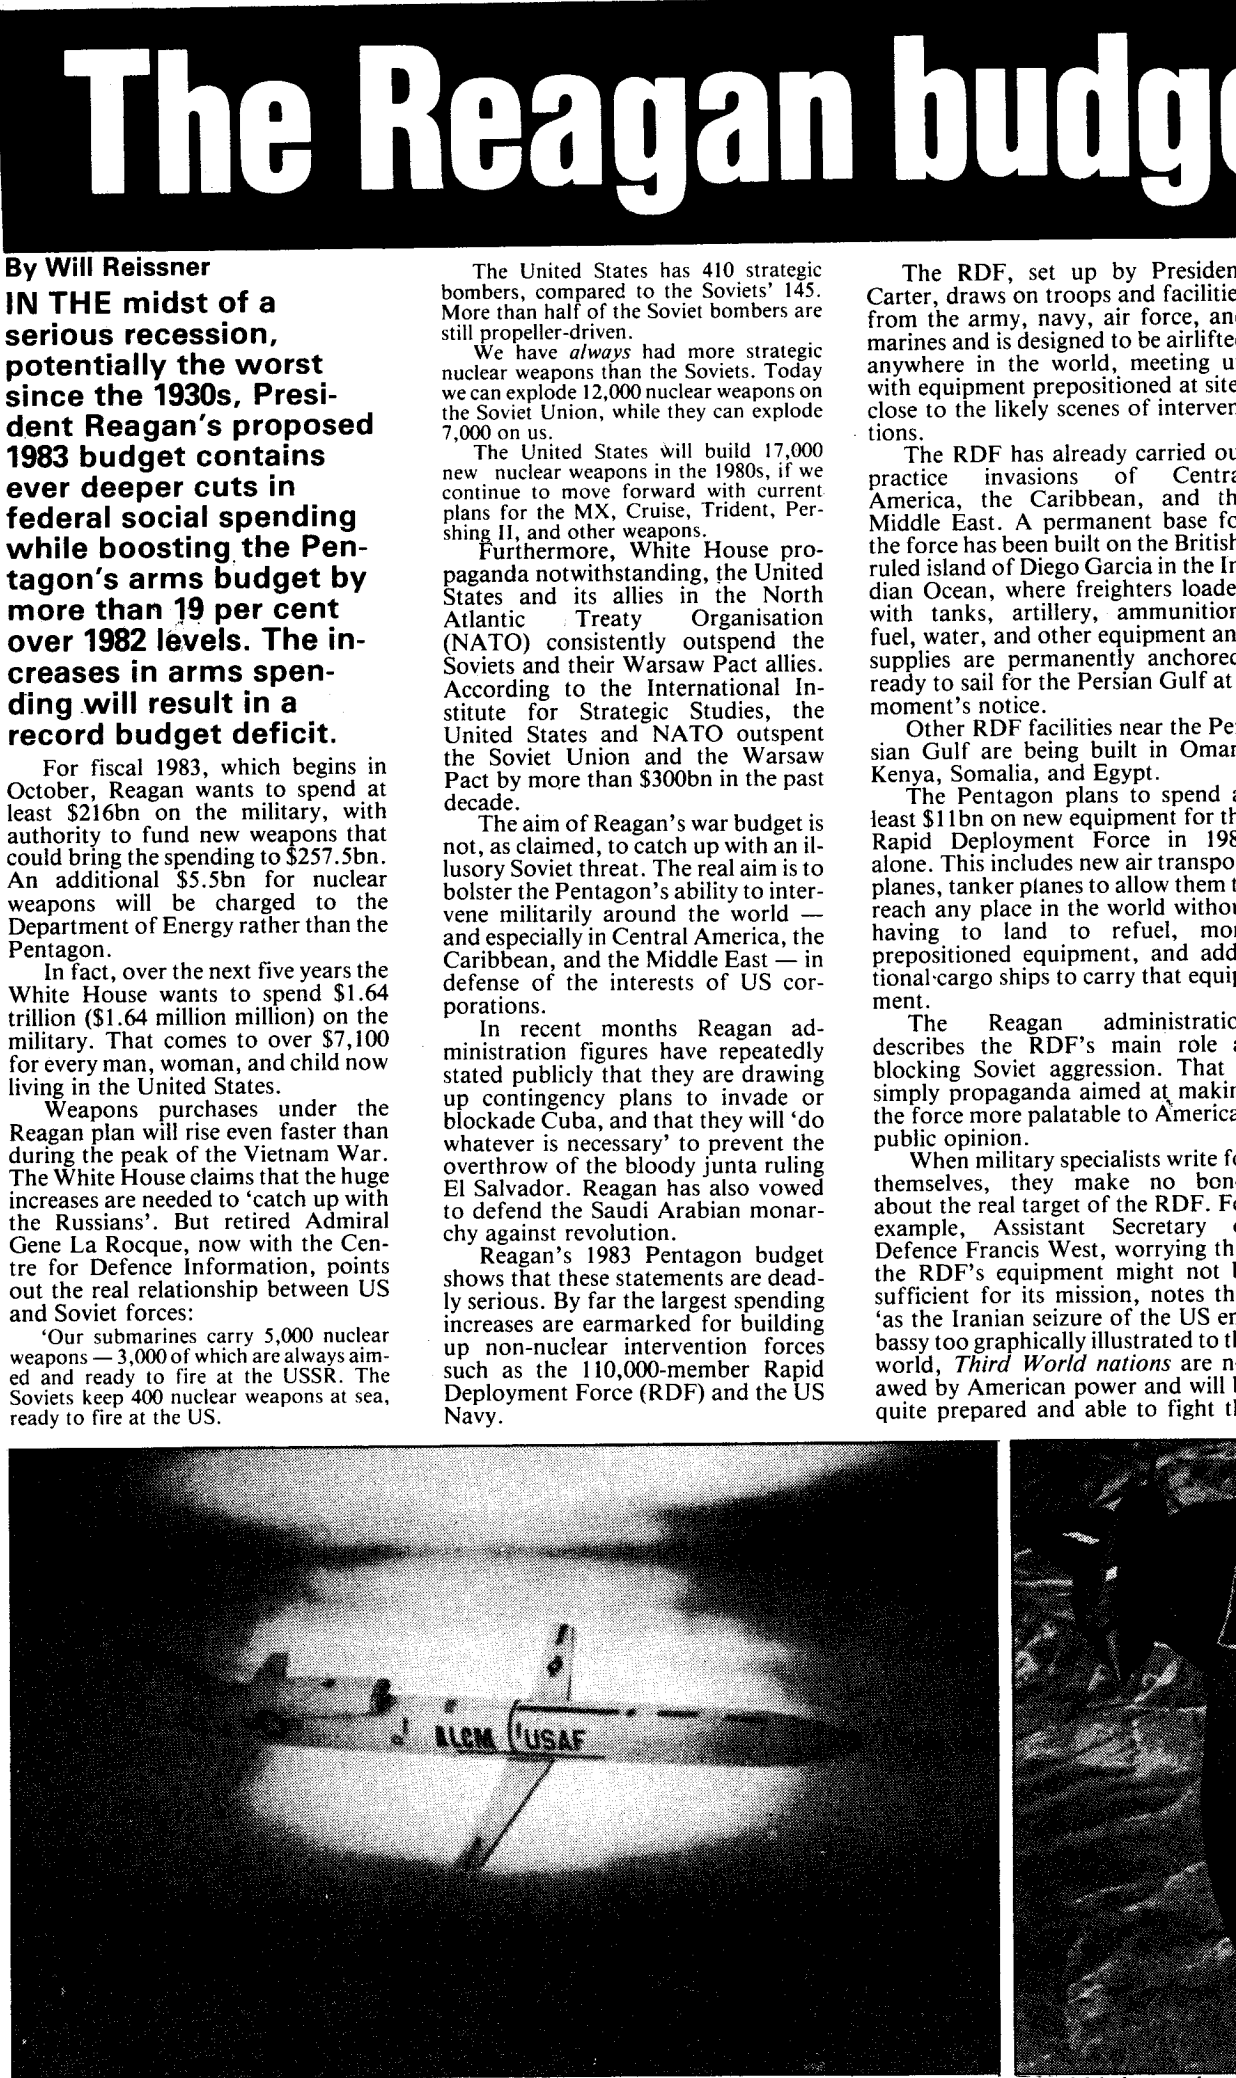 The Reagan budg
By Will Reissner
IN THE midst of a
serious recession,
potentially the worst
since the 1930s, Presi-
dent Reagan's proposed
1983 budget contains
ever deeper cuts in
federal social spending
while boosting the Pen-
tagon's arms budget by
more than 19 per cent
over 1982 levels. The in-
creases in arms spen-
ding will result in a
record budget deficit.
For fiscal 1983, which begins in
October, Reagan wants to spend at
least $216bn on the military, with
authority to fund new weapons that
could bring the spending to $257.5bn.
An additional $5.5bn for nuclear
weapons will be charged to the
Department of Energy rather than the
Pentagon.
In fact, over the next five years the
White House wants to spend $1.64
trillion ($1.64 million million) on the
military. That comes to over $7,100
for every man, woman, and child now
living in the United States.
Weapons purchases under the
Reagan plan will rise even faster than
during the peak of the Vietnam War.
The White House claims that the huge
increases are needed to 'catch up with
the Russians'. But retired Admiral
Gene La Rocque, now with the Cen-
tre for Defence Information, points
out the real relationship between US
and Soviet forces:
'Our submarines carry 5,000 nuclear
weapons — 3,000 of which are always aim-
ed and ready to fire at the USSR. The
Soviets keep 400 nuclear weapons at sea,
ready to fire at the US.
The United States has 410 strategic
bombers, compared to the Soviets' 145.
More than half of the Soviet bombers are
still propeller-driven.
We have always had more strategic
nuclear weapons than the Soviets. Today
we can explode 12,000 nuclear weapons on
the Soviet Union, while they can explode
7,000 on us.
The United States will build 17,000
new nuclear weapons in the 1980s, if we
continue to move forward with current
plans for the MX, Cruise, Trident, Per-
shing II, and other weapons.
Furthermore, White House pro-
paganda notwithstanding, the United
States and its allies in the North
Atlantic Treaty Organisation
(NATO) consistently outspend the
Soviets and their Warsaw Pact allies.
According to the International In-
stitute for Strategic Studies, the
United States and NATO outspent
the Soviet Union and the Warsaw
Pact by more than $300bn in the past
decade.
The aim of Reagan's war budget is
not, as claimed, to catch up with an il-
lusory Soviet threat. The real aim is to
bolster the Pentagon's ability to inter-
vene militarily around the world —
and especially in Central America, the
Caribbean, and the Middle East — in
defense of the interests of US cor-
porations.
In recent months Reagan ad-
ministration figures have repeatedly
stated publicly that they are drawing
up contingency plans to invade or
blockade Cuba, and that they will 'do
whatever is necessary' to prevent the
overthrow of the bloody junta ruling
El Salvador. Reagan has also vowed
to defend the Saudi Arabian monar-
chy against revolution.
Reagan's 1983 Pentagon budget
shows that these statements are dead-
ly serious. By far the largest spending
increases are earmarked for building
up non-nuclear intervention forces
such as the 110,000-member Rapid
Deployment Force (RDF) and the US
Navy.
The RDF, set up by Presiden
Carter, draws on troops and facilitie
from the army, navy, air force, an
marines and is designed to be airlifte
anywhere in the world, meeting u
with equipment prepositioned at site
close to the likely scenes of interven
tions.
The RDF has already carried ou
practice invasions of Centra
America, the Caribbean, and th
Middle East. A permanent base fo
the force has been built on the British
ruled island of Diego Garcia in the In
dian Ocean, where freighters loade
with tanks, artillery, ammunition
fuel, water, and other equipment an
supplies are permanently anchored
ready to sail for the Persian Gulf at
moment's notice.
Other RDF facilities near the Per
sian Gulf are being built in Oman
Kenya, Somalia, and Egypt.
The Pentagon plans to spend a
least $11bn on new equipment for th
Rapid Deployment Force in 198
alone. This includes new air transpor
planes, tanker planes to allow them t
reach any place in the world withou
having to land to refuel, mor
prepositioned equipment, and add
tional cargo ships to carry that equip
ment.
The Reagan administratio
describes the RDF's main role a
blocking Soviet aggression. That
simply propaganda aimed at makin
the force more palatable to America
public opinion.
When military specialists write fo
themselves, they make no bon
about the real target of the RDF. Fo
example, Assistant Secretary
Defence Francis West, worrying th
the RDF's equipment might not b
sufficient for its mission, notes th
'as the Iranian seizure of the US em
bassy too graphically illustrated to th
world, Third World nations are n
awed by American power and will b
quite prepared and able to fight th
ALCM USAF